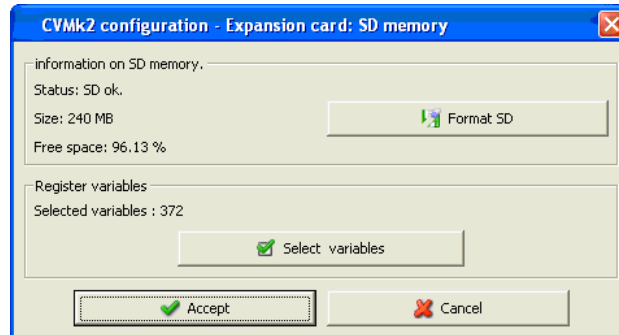 CVMk2 configuration - Expansion card: SD memory
information on SD memory.
Status: SD ok.
Size: 240 MB
Format SD
Free space: 96.13 %
Register variables
Selected variables : 372
Select variables
Accept
Cancel